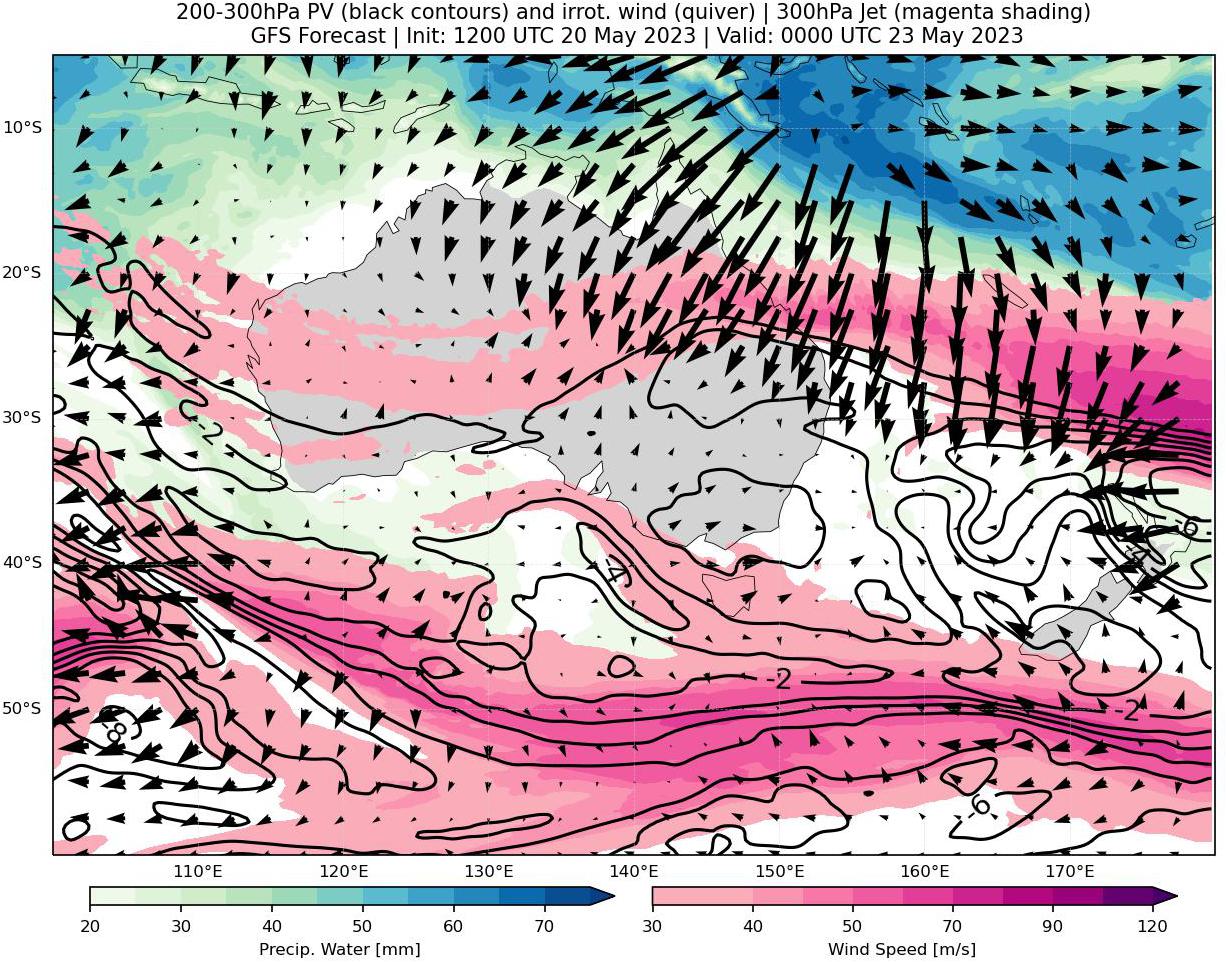 200-300hPa PV (black contours) and irrot. wind (quiver) | 300hPa Jet (magenta shading)
GFS Forecast | Init: 1200 UTC 20 May 2023 | Valid: 0000 UTC 23 May 2023
10°S
20°S
30°S
40°S
50°S
-2
-6
-4
-4
0
-2
-2
-8
-6
110°E 120°E 130°E 140°E 150°E 160°E 170°E
20 30 40 50 60 70
30 40 50 70 90 120
Precip. Water [mm]
Wind Speed [m/s]